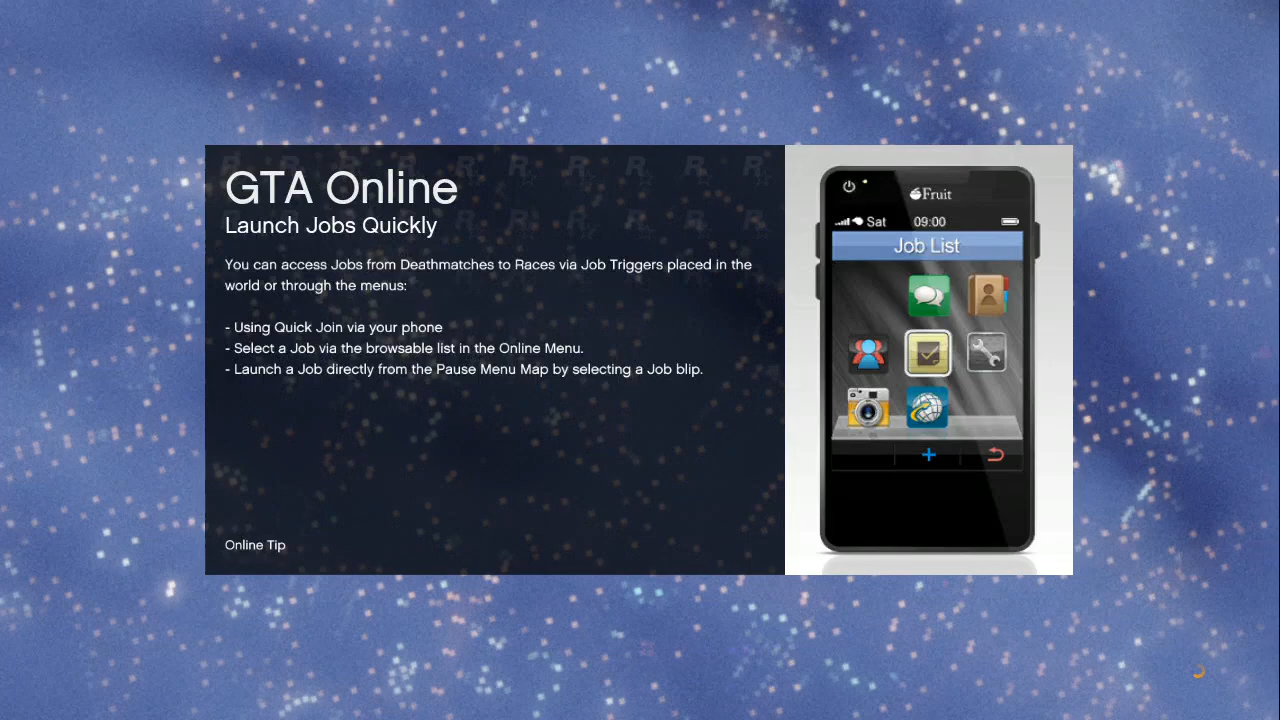 GTA Online
Launch Jobs Quickly
You can access Jobs from Deathmatches to Races via Job Triggers placed in the
world or through the menus:
- Using Quick Join via your phone
- Select a Job via the browsable list in the Online Menu.
- Launch a Job directly from the Pause Menu Map by selecting a Job blip.
Online Tip
Fruit
Sat 09:00
Job List